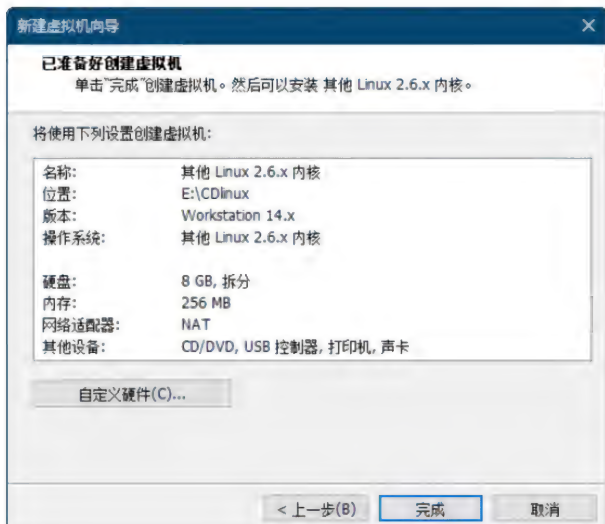 新建虚拟机向导
已准备好创建虚拟机
单击“完成”创建虚拟机。然后可以安装 其他 Linux 2.6.x 内核。
将使用下列设置创建虚拟机:
名称: 其他 Linux 2.6.x 内核
位置: E:\CDlinux
版本: Workstation 14.x
操作系统: 其他 Linux 2.6.x 内核
硬盘: 8 GB, 拆分
内存: 256 MB
网络适配器: NAT
其他设备: CD/DVD, USB 控制器, 打印机, 声卡
自定义硬件(C)...
< 上一步(B) 完成 取消